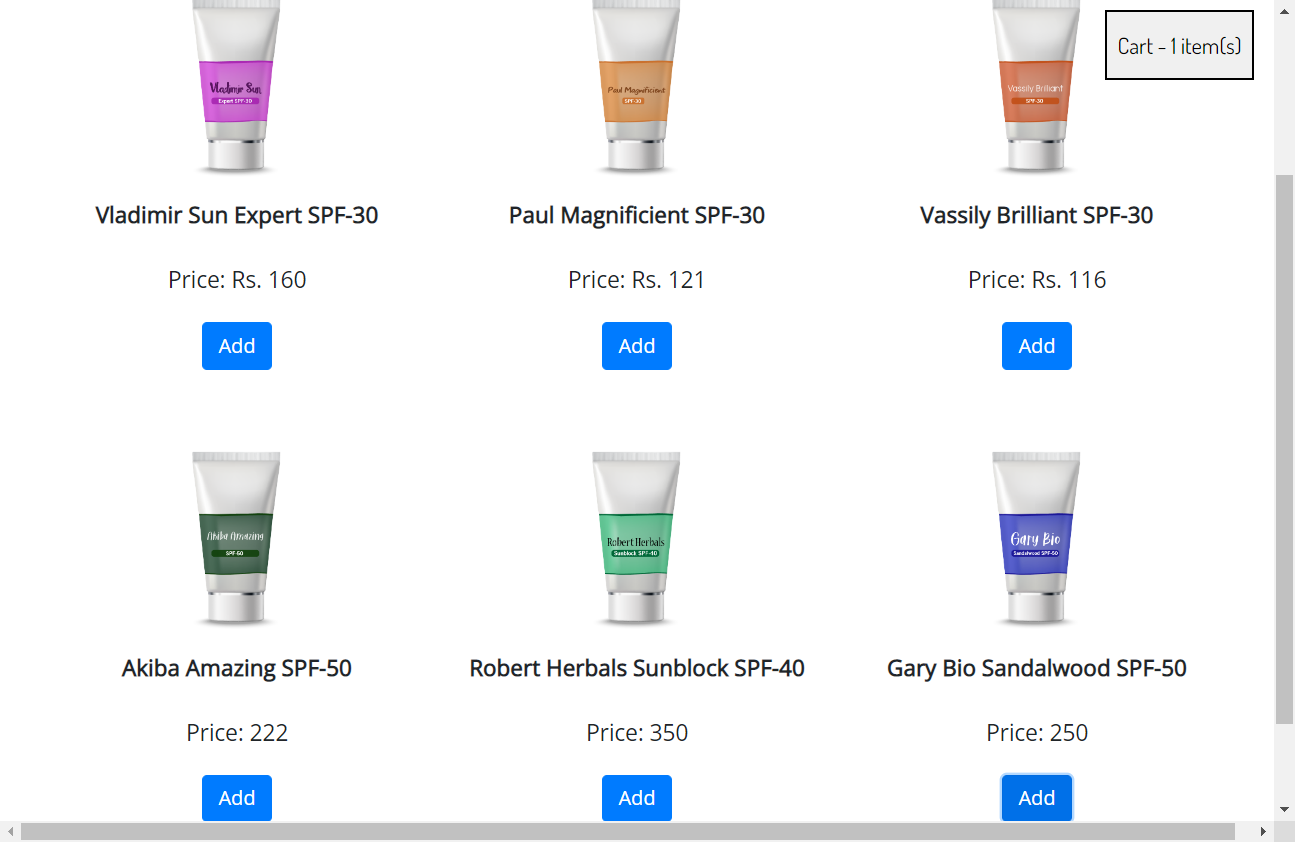 Cart - 1 item(s)
Vladimir Sun
Expert SPF-30
Paul Magnificient
SPF-30
Vassily Brilliant
SPF-30
Vladimir Sun Expert SPF-30
Paul Magnificient SPF-30
Vassily Brilliant SPF-30
Price: Rs. 160
Price: Rs. 121
Price: Rs. 116
Add
Add
Add
Akiba Amazing
SPF-50
Robert Herbals
Sunblock SPF-40
Gary Bio
Sandalwood SPF-50
Akiba Amazing SPF-50
Robert Herbals Sunblock SPF-40
Gary Bio Sandalwood SPF-50
Price: 222
Price: 350
Price: 250
Add
Add
Add